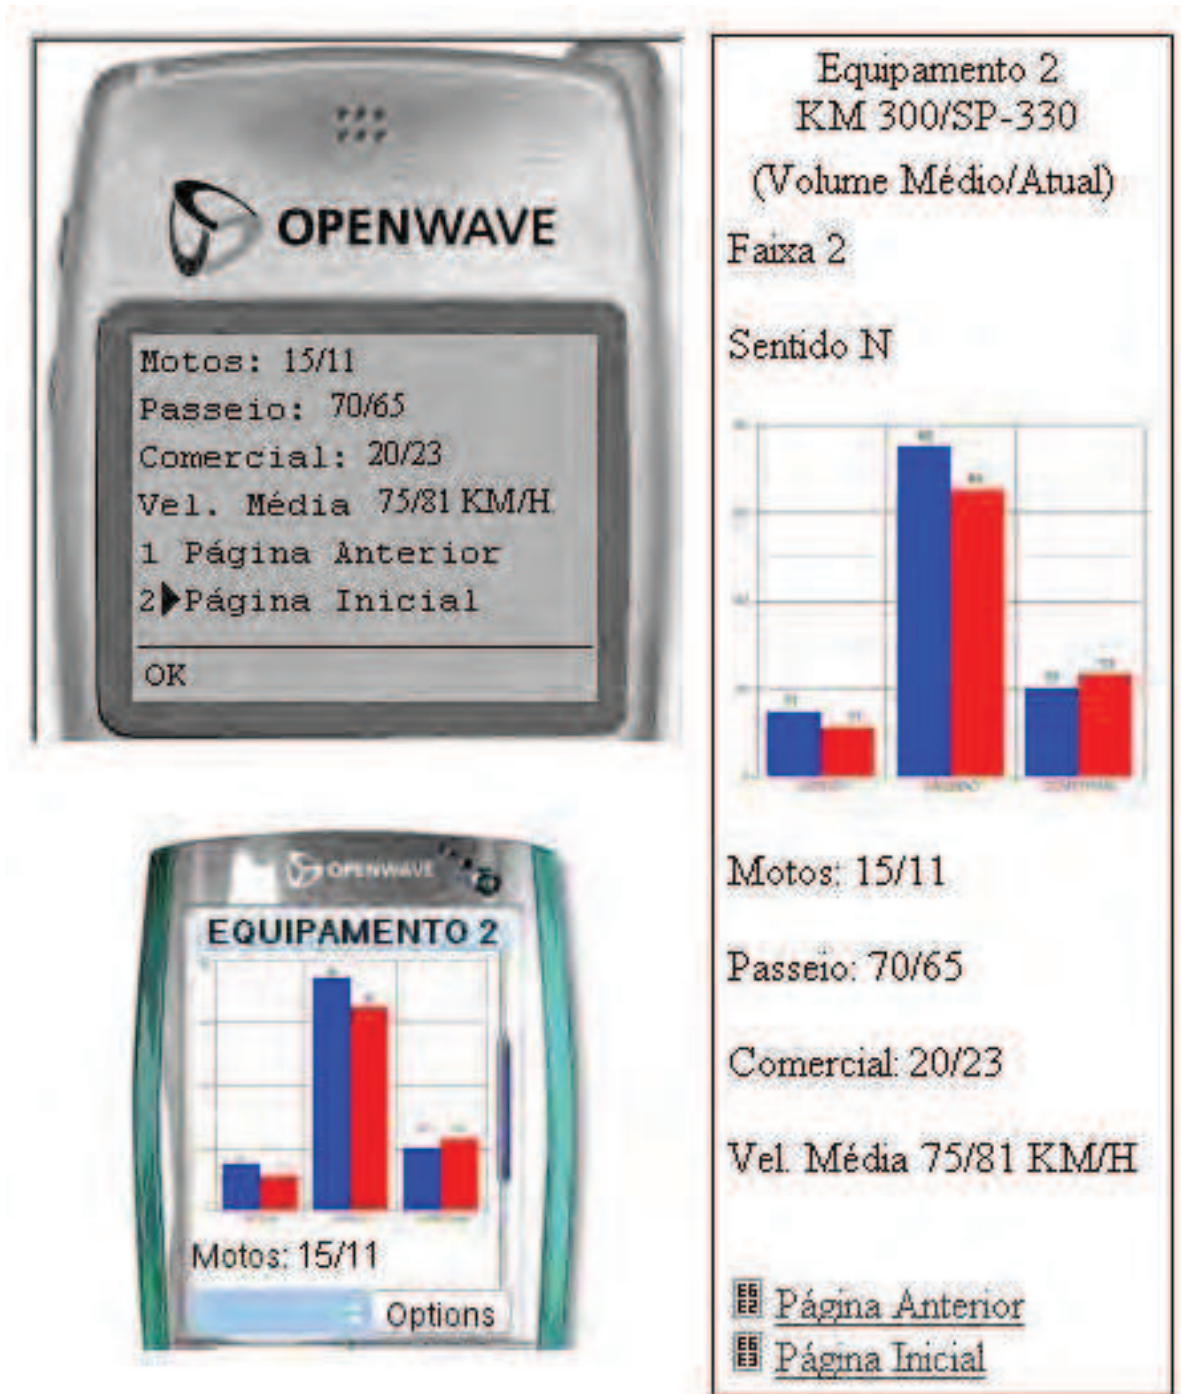 OPENWAVE
Motos: 15/11
Passeio: 70/65
Comercial: 20/23
Vel. Média 75/81 KM/H
1 Página Anterior
2 Página Inicial
OK
OPENWAVE
EQUIPAMENTO 2
Motos: 15/11
Options
Equipamento 2
KM 300/SP-330
(Volume Médio/Atual)
Faixa 2
Sentido N
Motos: 15/11
Passeio: 70/65
Comercial: 20/23
Vel. Média 75/81 KM/H
Página Anterior
Página Inicial